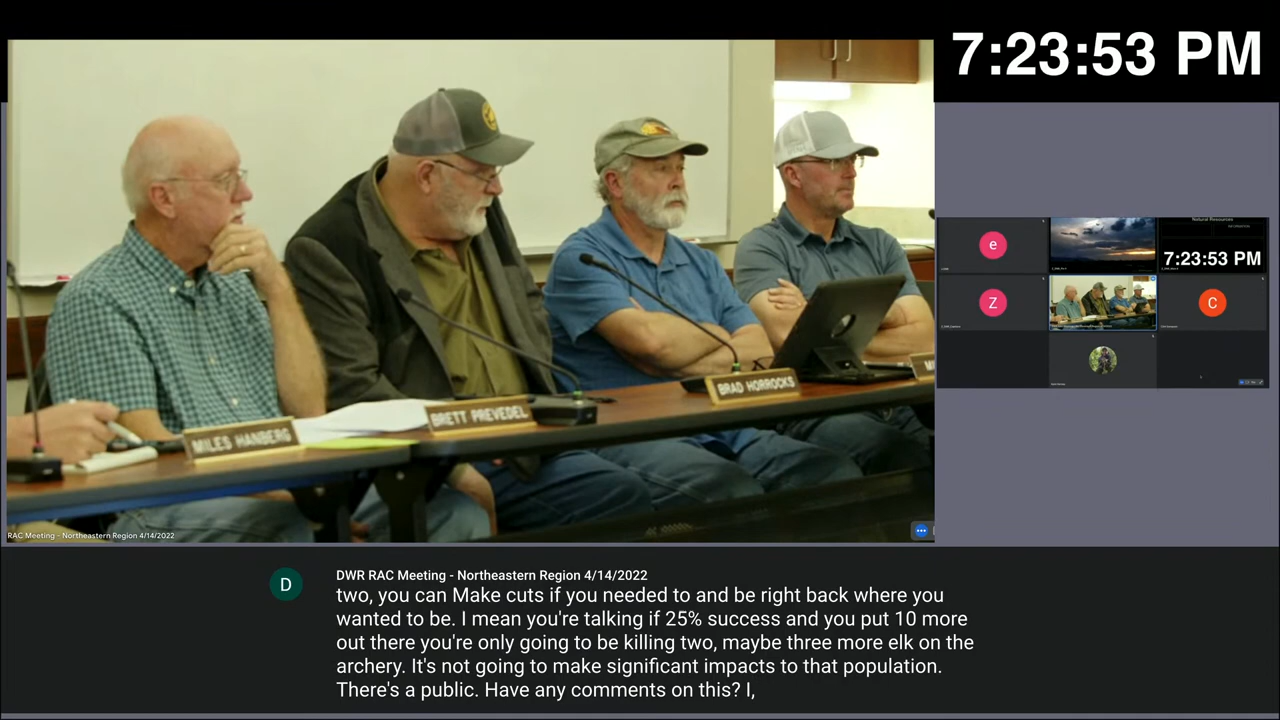 7:23:53 PM
Natural Resources
INFORMATION
7:23:53 PM
e
Z
C
MILES HANBERG
BRETT PREVEDEL
BRAD HORROCKS
RAC Meeting - Northeastern Region 4/14/2022
D
DWR RAC Meeting - Northeastern Region 4/14/2022
two, you can Make cuts if you needed to and be right back where you
wanted to be. I mean you're talking if 25% success and you put 10 more
out there you're only going to be killing two, maybe three more elk on the
archery. It's not going to make significant impacts to that population.
There's a public. Have any comments on this? I,